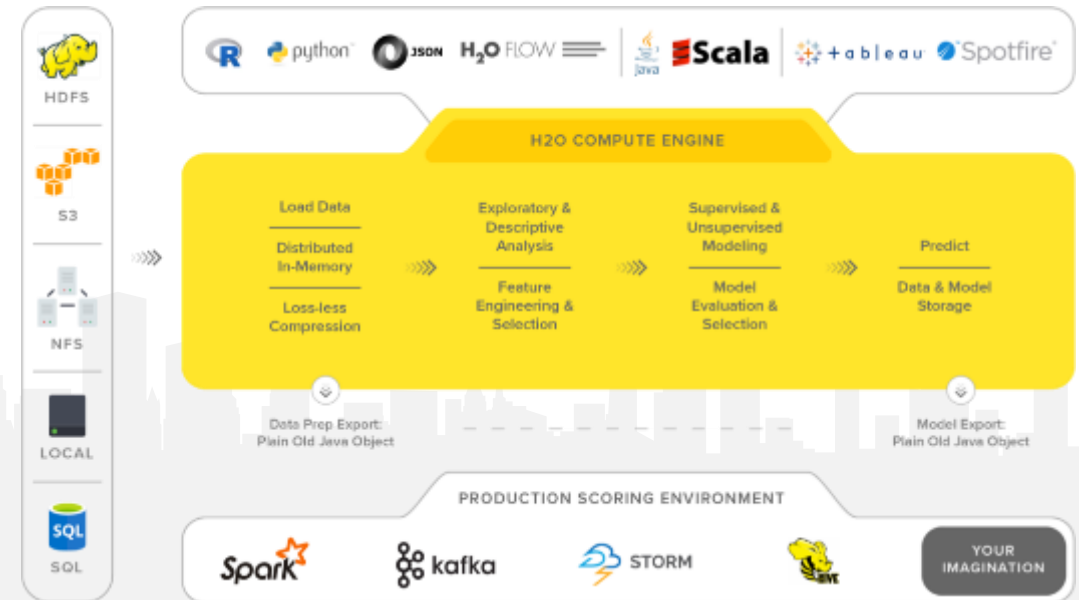 HDFS
S3
NFS
LOCAL
SQL
SQL
R
python
JSON
H2O FLOW
Java
Scala
+ableau
Spotfire
H2O COMPUTE ENGINE
Load Data
Distributed
In-Memory
Loss-less
Compression
Exploratory &
Descriptive
Analysis
Feature
Engineering &
Selection
Supervised &
Unsupervised
Modeling
Model
Evaluation &
Selection
Predict
Data & Model
Storage
Data Prep Export:
Plain Old Java Object
Model Export:
Plain Old Java Object
PRODUCTION SCORING ENVIRONMENT
Spark
kafka
STORM
HIVE
YOUR
IMAGINATION